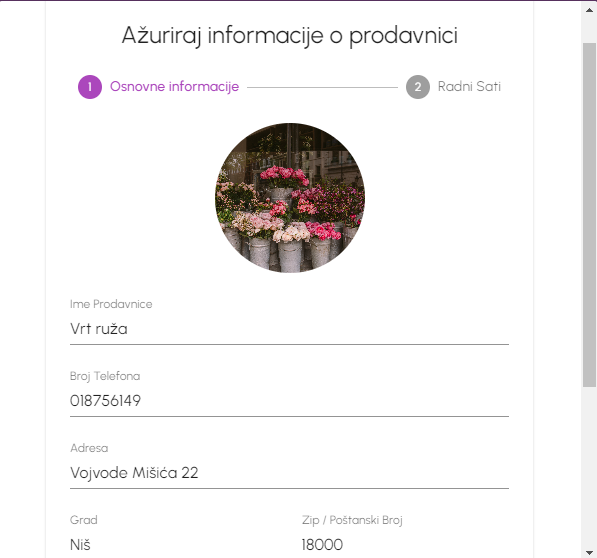 Ažuriraj informacije o prodavnici
1 Osnovne informacije 2 Radni Sati
Ime Prodavnice
Vrt ruža
Broj Telefona
018756149
Adresa
Vojvode Mišića 22
Grad Zip / Poštanski Broj
Niš 18000